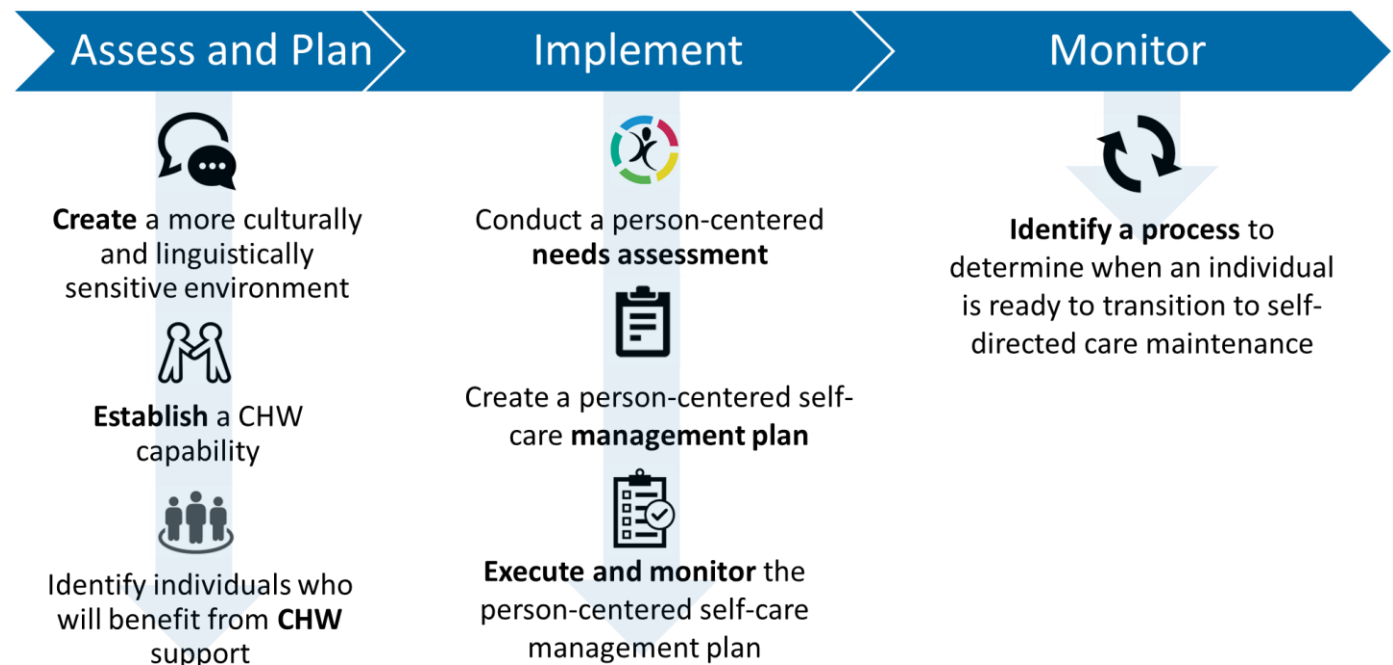 Assess and Plan
Implement
Monitor
Create a more culturally
and linguistically
sensitive environment
Establish a CHW
capability
Identify individuals who
will benefit from CHW
support
Conduct a person-centered
needs assessment
Create a person-centered self-
care management plan
Execute and monitor the
person-centered self-care
management plan
Identify a process to
determine when an individual
is ready to transition to self-
directed care maintenance